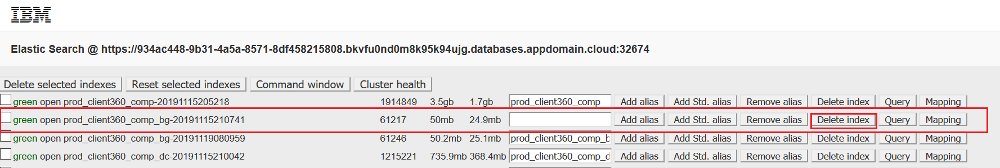 IBM
Elastic Search @ https://934ac448-9b31-4a5a-8571-8df458215808.bkvfu0nd0m8k95k94ujg.databases.appdomain.cloud:32674
Delete selected indexes Reset selected indexes Command window Cluster health
green open prod_client360_comp-20191115205218 1914849 3.5gb 1.7gb prod_client360_comp Add alias Add Std. alias Remove alias Delete index Query Mapping
green open prod_client360_comp_bg-20191115210741 61217 50mb 24.9mb Add alias Add Std. alias Remove alias Delete index Query Mapping
green open prod_client360_comp_bg-20191119080959 61246 50.2mb 25.1mb prod_client360_comp_b Add alias Add Std. alias Remove alias Delete index Query Mapping
green open prod_client360_comp_dc-20191115210042 1215221 735.9mb 368.4mb prod_client360_comp_d Add alias Add Std. alias Remove alias Delete index Query Mapping